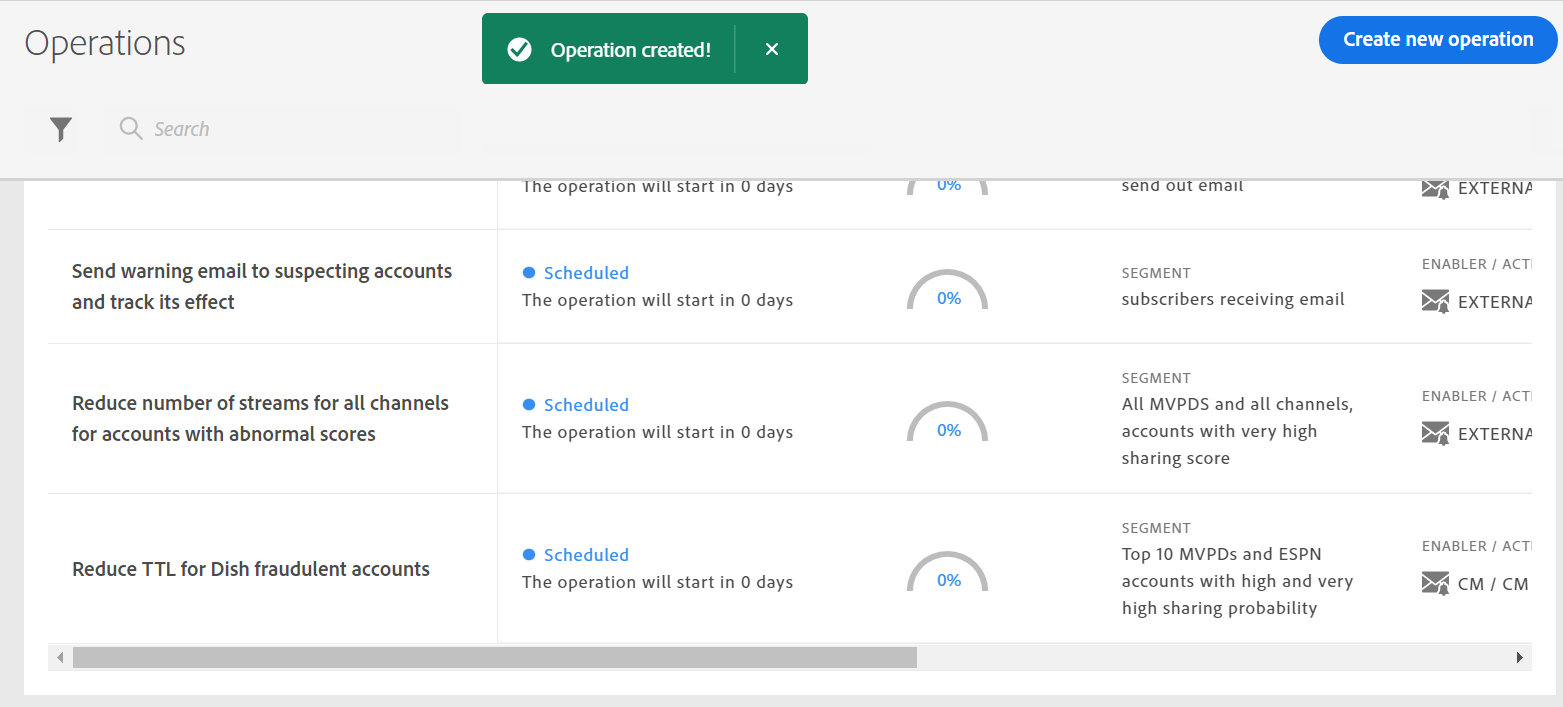 Operations
Operation created!
Create new operation
Search
The operation will start in 0 days
0%
send out email
EXTERNA
Send warning email to suspecting accounts
and track its effect
Scheduled
The operation will start in 0 days
0%
SEGMENT
subscribers receiving email
ENABLER / ACTI
EXTERNA
Reduce number of streams for all channels
for accounts with abnormal scores
Scheduled
The operation will start in 0 days
0%
SEGMENT
All MVPDS and all channels,
accounts with very high
sharing score
ENABLER / ACTI
EXTERNA
Reduce TTL for Dish fraudulent accounts
Scheduled
The operation will start in 0 days
0%
SEGMENT
Top 10 MVPDs and ESPN
accounts with high and very
high sharing probability
ENABLER / ACTI
CM / CM